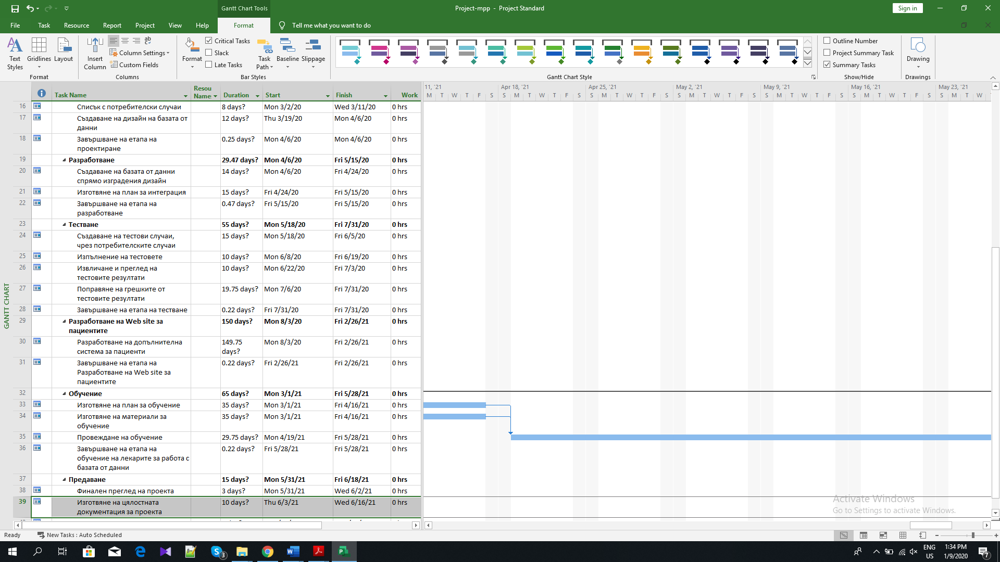 Gantt Chart Tools
Project-mpp - Project Standard
Sign in
File Task Resource Report Project View Help Format Tell me what you want to do
Text Styles
Gridlines
Layout
Format
Insert Column
Column Settings
Custom Fields
Columns
Format
Critical Tasks
Slack
Late Tasks
Task Path
Baseline
Slippage
Bar Styles
Gantt Chart Style
Outline Number
Project Summary Task
Summary Tasks
Show/Hide
Drawing
Drawings
GANTT CHART
Task Name Resou Name Duration Start Finish Work
11, '21 Apr 18, '21 Apr 25, '21 May 2, '21 May 9, '21 May 16, '21 May 23, '21
M T W T F S S M T W T F S S M T W T F S S M T W T F S S M T W T F S S M T W T F S S M T W
16 Списък с потребителски случаи 8 days? Mon 3/2/20 Wed 3/11/20 0 hrs
17 Създаване на дизайн на базата от 12 days? Thu 3/19/20 Mon 4/6/20 0 hrs
данни
18 Завършване на етапа на 0.25 days? Mon 4/6/20 Mon 4/6/20 0 hrs
проектиране
19 Разработване 29.47 days? Mon 4/6/20 Fri 5/15/20 0 hrs
20 Създаване на базата от данни 14 days? Mon 4/6/20 Fri 4/24/20 0 hrs
спрямо изградения дизайн
21 Изготвяне на план за интеграция 15 days? Fri 4/24/20 Fri 5/15/20 0 hrs
22 Завършване на етапа на 0.47 days? Fri 5/15/20 Fri 5/15/20 0 hrs
разработване
23 Тестване 55 days? Mon 5/18/20 Fri 7/31/20 0 hrs
24 Създаване на тестови случаи, 15 days? Mon 5/18/20 Fri 6/5/20 0 hrs
чрез потребителските случаи
25 Изпълнение на тестовете 10 days? Mon 6/8/20 Fri 6/19/20 0 hrs
26 Извличане и преглед на 10 days? Mon 6/22/20 Fri 7/3/20 0 hrs
тестовите резултати
27 Поправяне на грешките от 19.75 days? Mon 7/6/20 Fri 7/31/20 0 hrs
тестовите резултати
28 Завършване на етапа на тестване 0.22 days? Fri 7/31/20 Fri 7/31/20 0 hrs
29 Разработване на Web site за 150 days? Mon 8/3/20 Fri 2/26/21 0 hrs
пациентите
30 Разработване на допълнителна 149.75 Mon 8/3/20 Fri 2/26/21 0 hrs
система за пациенти days?
31 Завършване на етапа на 0.22 days? Fri 2/26/21 Fri 2/26/21 0 hrs
Разработване на Web site за
пациентите
32 Обучение 65 days? Mon 3/1/21 Fri 5/28/21 0 hrs
33 Изготвяне на план за обучение 35 days? Mon 3/1/21 Fri 4/16/21 0 hrs
34 Изготвяне на материали за 35 days? Mon 3/1/21 Fri 4/16/21 0 hrs
обучение
35 Провеждане на обучение 29.75 days? Mon 4/19/21 Fri 5/28/21 0 hrs
36 Завършване на етапа на 0.22 days? Fri 5/28/21 Fri 5/28/21 0 hrs
обучение на лекарите за работа с
базата от данни
37 Предаване 15 days? Mon 5/31/21 Fri 6/18/21 0 hrs
38 Финален преглед на проекта 3 days? Mon 5/31/21 Wed 6/2/21 0 hrs
39 Изготвяне на цялостната 10 days? Thu 6/3/21 Wed 6/16/21 0 hrs
документация за проекта
Activate Windows
Go to Settings to activate Windows.
Ready New Tasks : Auto Scheduled
3
ENG
US
1:34 PM
1/9/2020
7